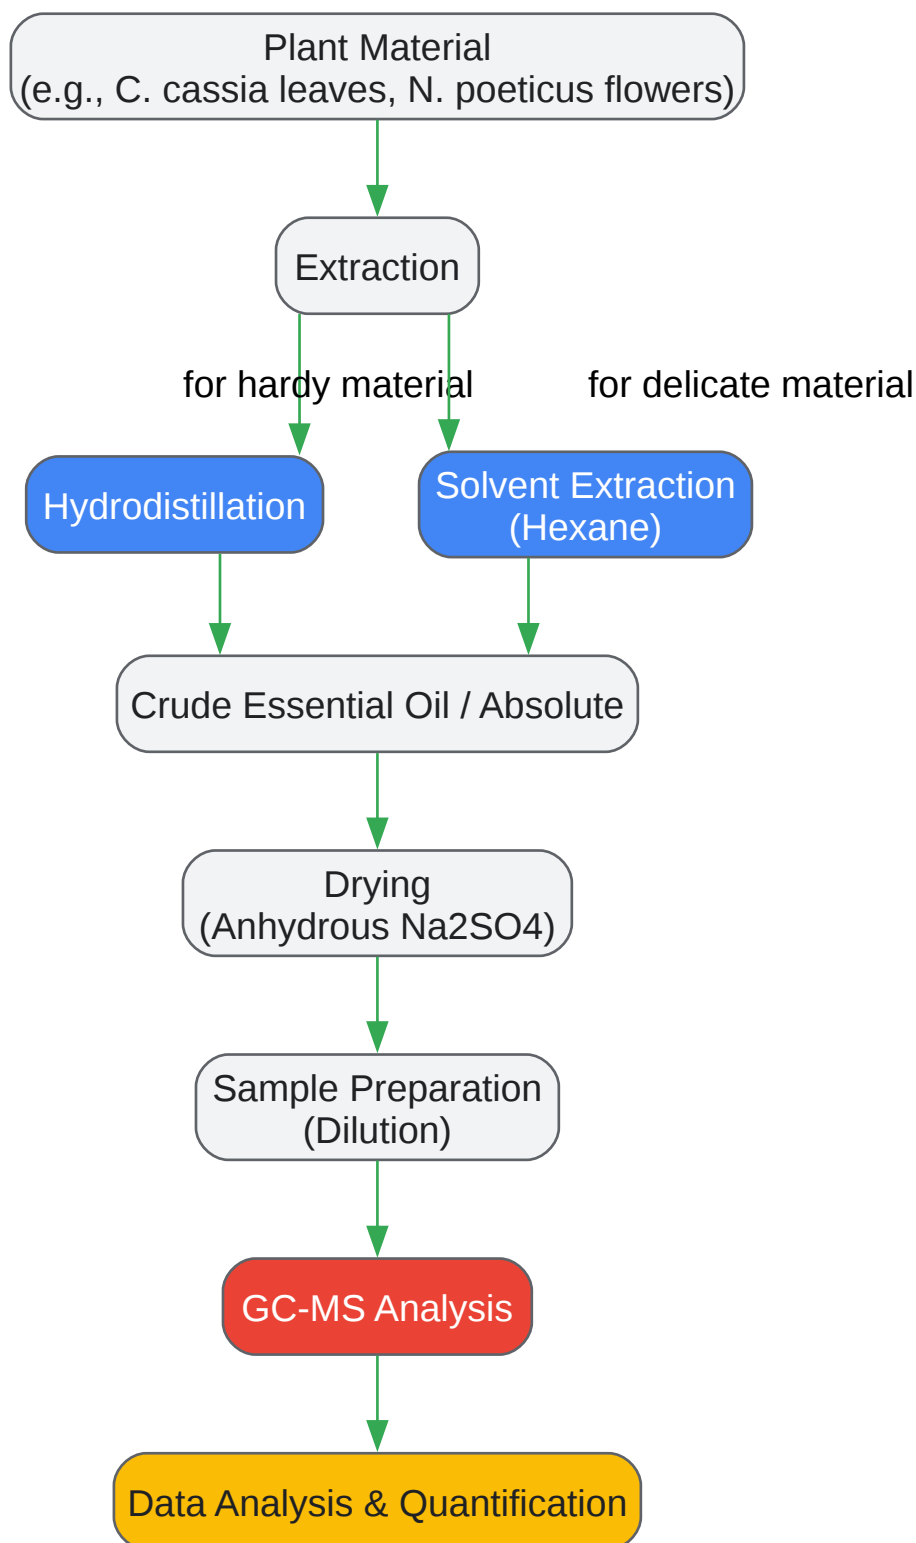 Plant Material
(e.g., C. cassia leaves, N. poeticus flowers)
Extraction
for hardy material
for delicate material
Hydrodistillation
Solvent Extraction
(Hexane)
Crude Essential Oil / Absolute
Drying
(Anhydrous Na2SO4)
Sample Preparation
(Dilution)
GC-MS Analysis
Data Analysis & Quantification